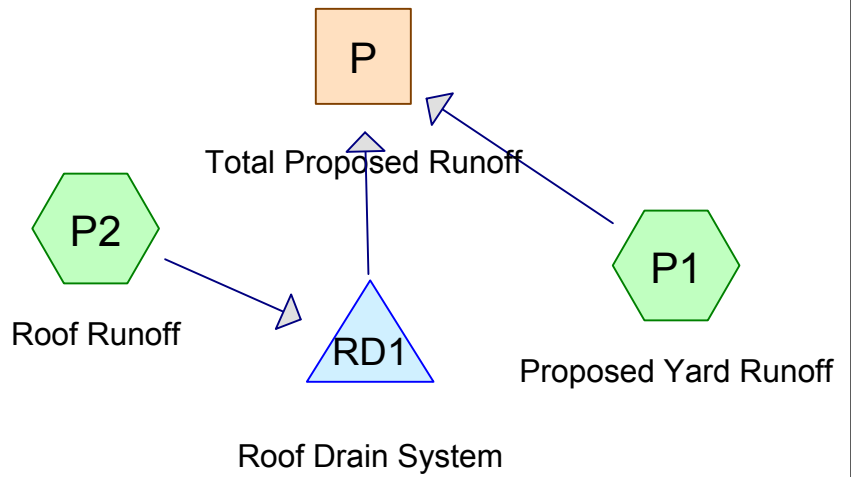 P
Total Proposed Runoff
P2
Roof Runoff
P1
Proposed Yard Runoff
RD1
Roof Drain System